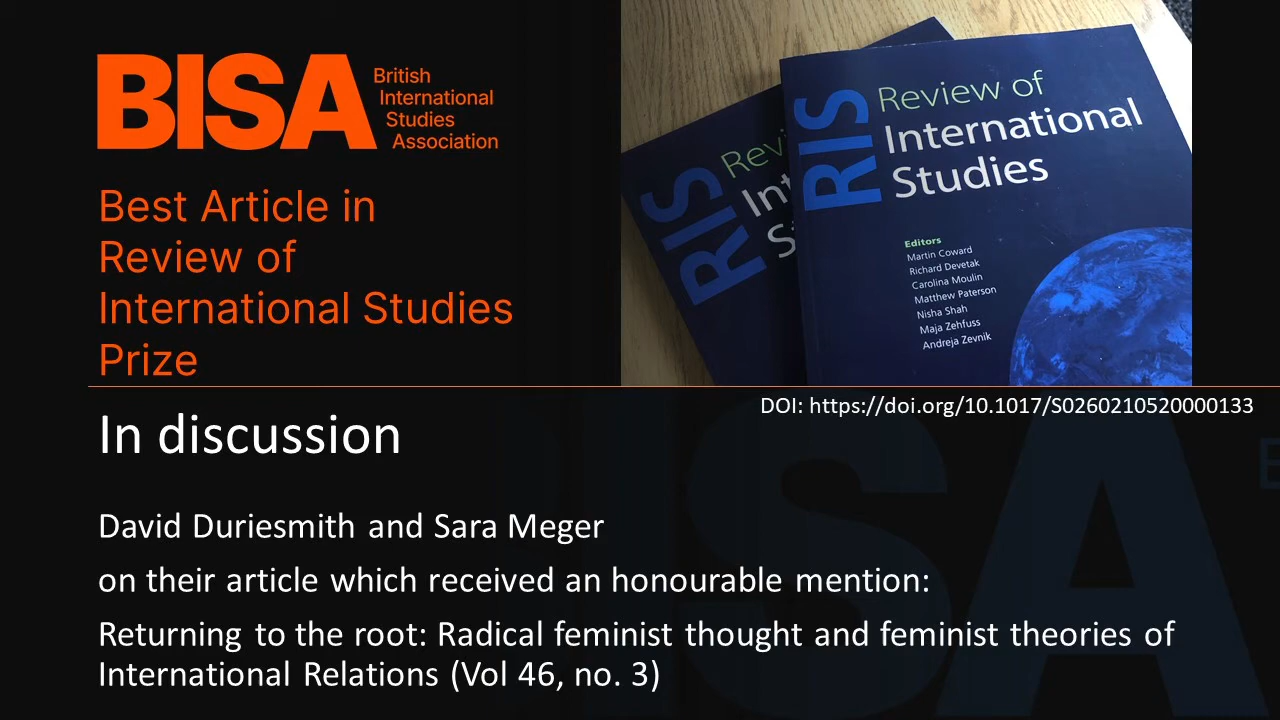 BISA
British
International
Studies
Association
Best Article in
Review of
International Studies
Prize
RIS
Review of
International
Studies
Editors
Martin Coward
Richard Devetak
Carolina Moulin
Matthew Paterson
Nisha Shah
Maja Zehfuss
Andreja Zevnik
RIS
DOI: https://doi.org/10.1017/S0260210520000133
In discussion
David Duriesmith and Sara Meger
on their article which received an honourable mention:
Returning to the root: Radical feminist thought and feminist theories of
International Relations (Vol 46, no. 3)